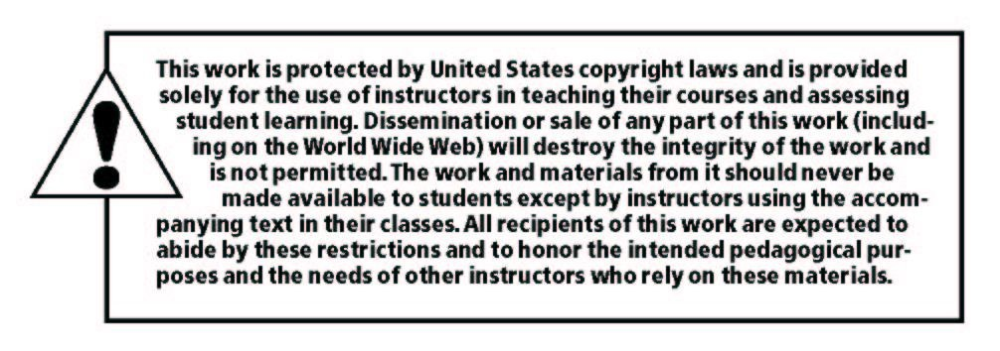 This work is protected by United States copyright laws and is provided
solely for the use of instructors in teaching their courses and assessing
student learning. Dissemination or sale of any part of this work (includ-
ing on the World Wide Web) will destroy the integrity of the work and
is not permitted. The work and materials from it should never be
made available to students except by instructors using the accom-
panying text in their classes. All recipients of this work are expected to
abide by these restrictions and to honor the intended pedagogical pur-
poses and the needs of other instructors who rely on these materials.